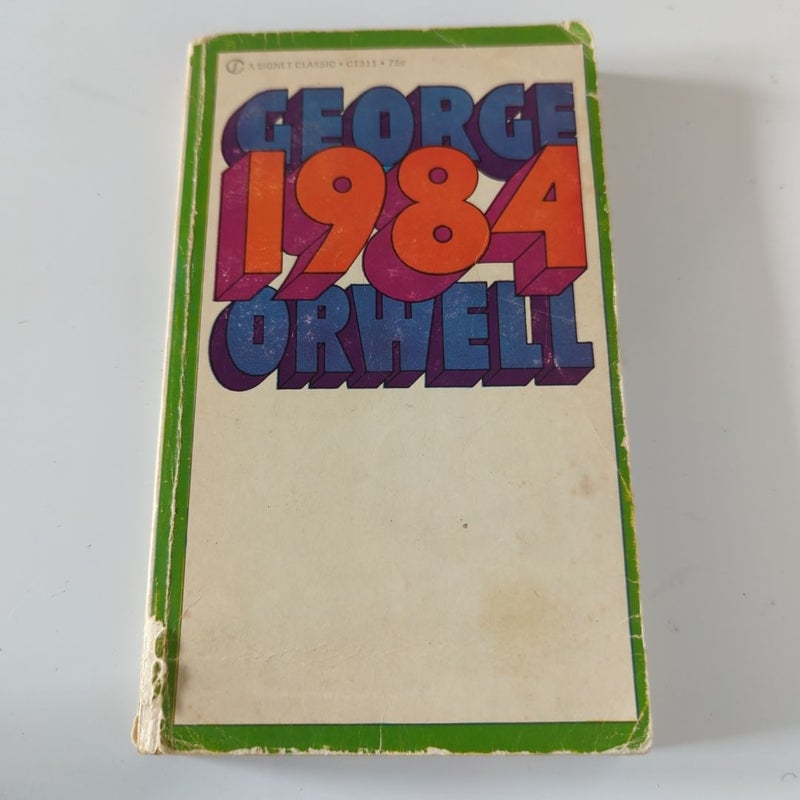 A SIGNET CLASSIC • CT311 • 75¢
GEORGE
1984
ORWELL